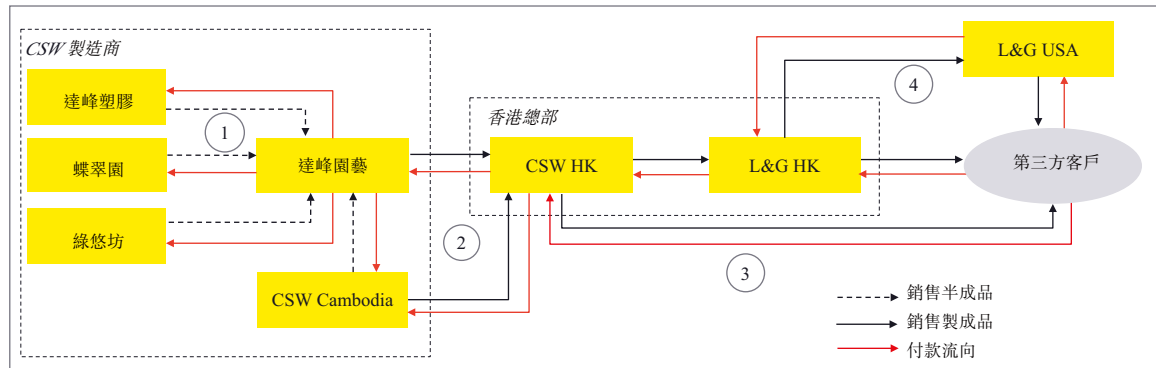 CSW 製造商
達峰塑膠
蝶翠園
綠悠坊
1
達峰園藝
CSW Cambodia
2
香港總部
CSW HK
L&G HK
3
4
L&G USA
第三方客戶
銷售半成品
銷售製成品
付款流向